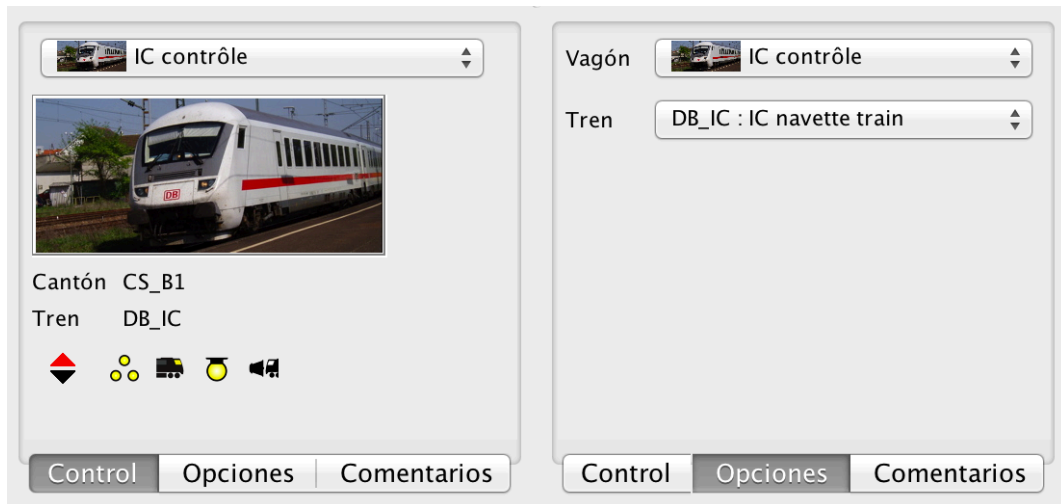 IC contrôle
DB
Cantón CS_B1
Tren DB_IC
Control Opciones Comentarios
Vagón IC contrôle
Tren DB_IC : IC navette train
Control Opciones Comentarios